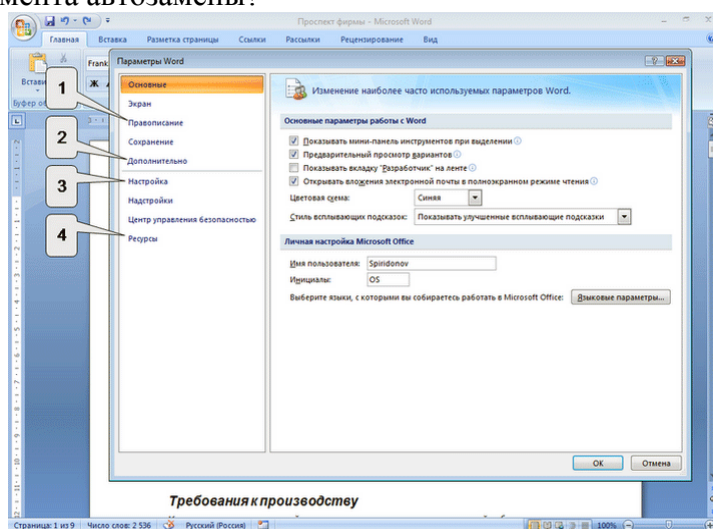 мента автозамены?
Проспект фирмы - Microsoft Word
Главная Вставка Разметка страницы Ссылки Рассылки Рецензирование Вид
Параметры Word
Frank
Встави
Ж
Буфер о
1
2
3
4
Основные
Экран
Правописание
Сохранение
Дополнительно
Настройка
Надстройки
Центр управления безопасностью
Ресурсы
Изменение наиболее часто используемых параметров Word.
Основные параметры работы с Word
Показывать мини-панель инструментов при выделении
Предварительный просмотр вариантов
Показывать вкладку "Разработчик" на ленте
Открывать вложения электронной почты в полноэкранном режиме чтения
Цветовая схема: Синяя
Стиль всплывающих подсказок: Показывать улучшенные всплывающие подсказки
Личная настройка Microsoft Office
Имя пользователя: Spiridonov
Инициалы: OS
Выберите языки, с которыми вы собираетесь работать в Microsoft Office: Языковые параметры...
ОК Отмена
Требования к производству
Страница: 1 из 9 Число слов: 2 536 Русский (Россия) 100%